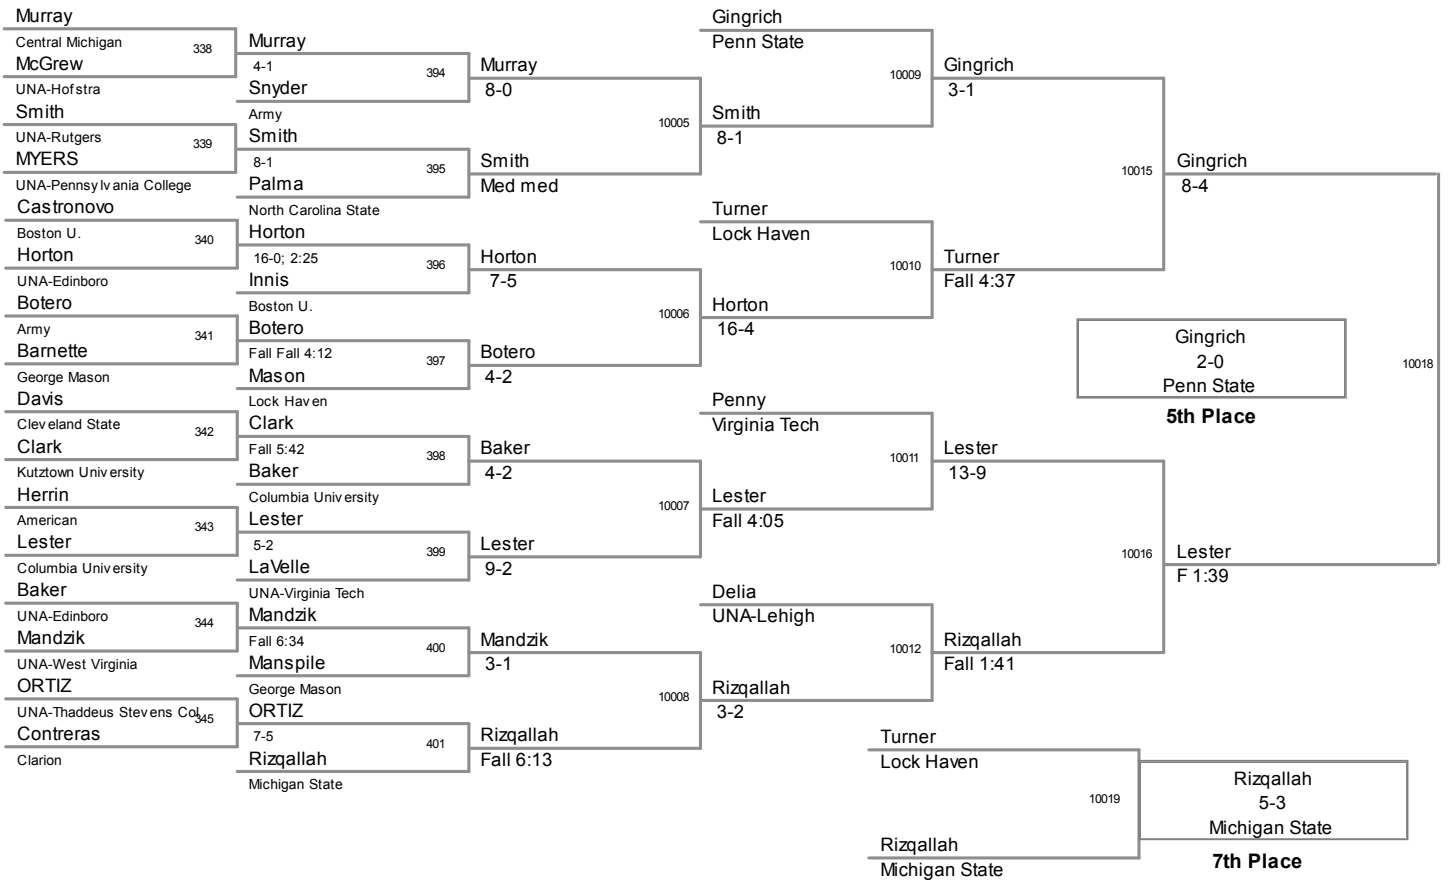 Murray
Central Michigan
338
McGrew
UNA-Hofstra
Smith
UNA-Rutgers
339
MYERS
UNA-Pennsylvania College
Castronovo
Boston U.
340
Horton
UNA-Edinboro
Botero
Army
341
Barnette
George Mason
Davis
Cleveland State
342
Clark
Kutztown University
Herrin
American
343
Lester
Columbia University
Baker
UNA-Edinboro
344
Mandzik
UNA-West Virginia
ORTIZ
UNA-Thaddeus Stevens Col
345
Contreras
Clarion
Murray
4-1
394
Snyder
Army
Smith
8-1
395
Palma
North Carolina State
Horton
16-0; 2:25
396
Innis
Boston U.
Botero
Fall Fall 4:12
397
Mason
Lock Haven
Clark
Fall 5:42
398
Baker
Columbia University
Lester
5-2
399
LaVelle
UNA-Virginia Tech
Mandzik
Fall 6:34
400
Manspile
George Mason
ORTIZ
7-5
401
Rizqallah
Michigan State
Murray
8-0
10005
Smith
Med med
Horton
7-5
10006
Botero
4-2
Baker
4-2
10007
Lester
9-2
Mandzik
3-1
10008
Rizqallah
Fall 6:13
Gingrich
Penn State
10009
Smith
8-1
Turner
Lock Haven
10010
Horton
16-4
Penny
Virginia Tech
10011
Lester
Fall 4:05
Delia
UNA-Lehigh
10012
Rizqallah
3-2
Gingrich
3-1
10015
Turner
Fall 4:37
Lester
13-9
10016
Rizqallah
Fall 1:41
Gingrich
8-4
10018
Lester
F 1:39
Gingrich
2-0
Penn State
5th Place
Turner
Lock Haven
10019
Rizqallah
Michigan State
Rizqallah
5-3
Michigan State
7th Place